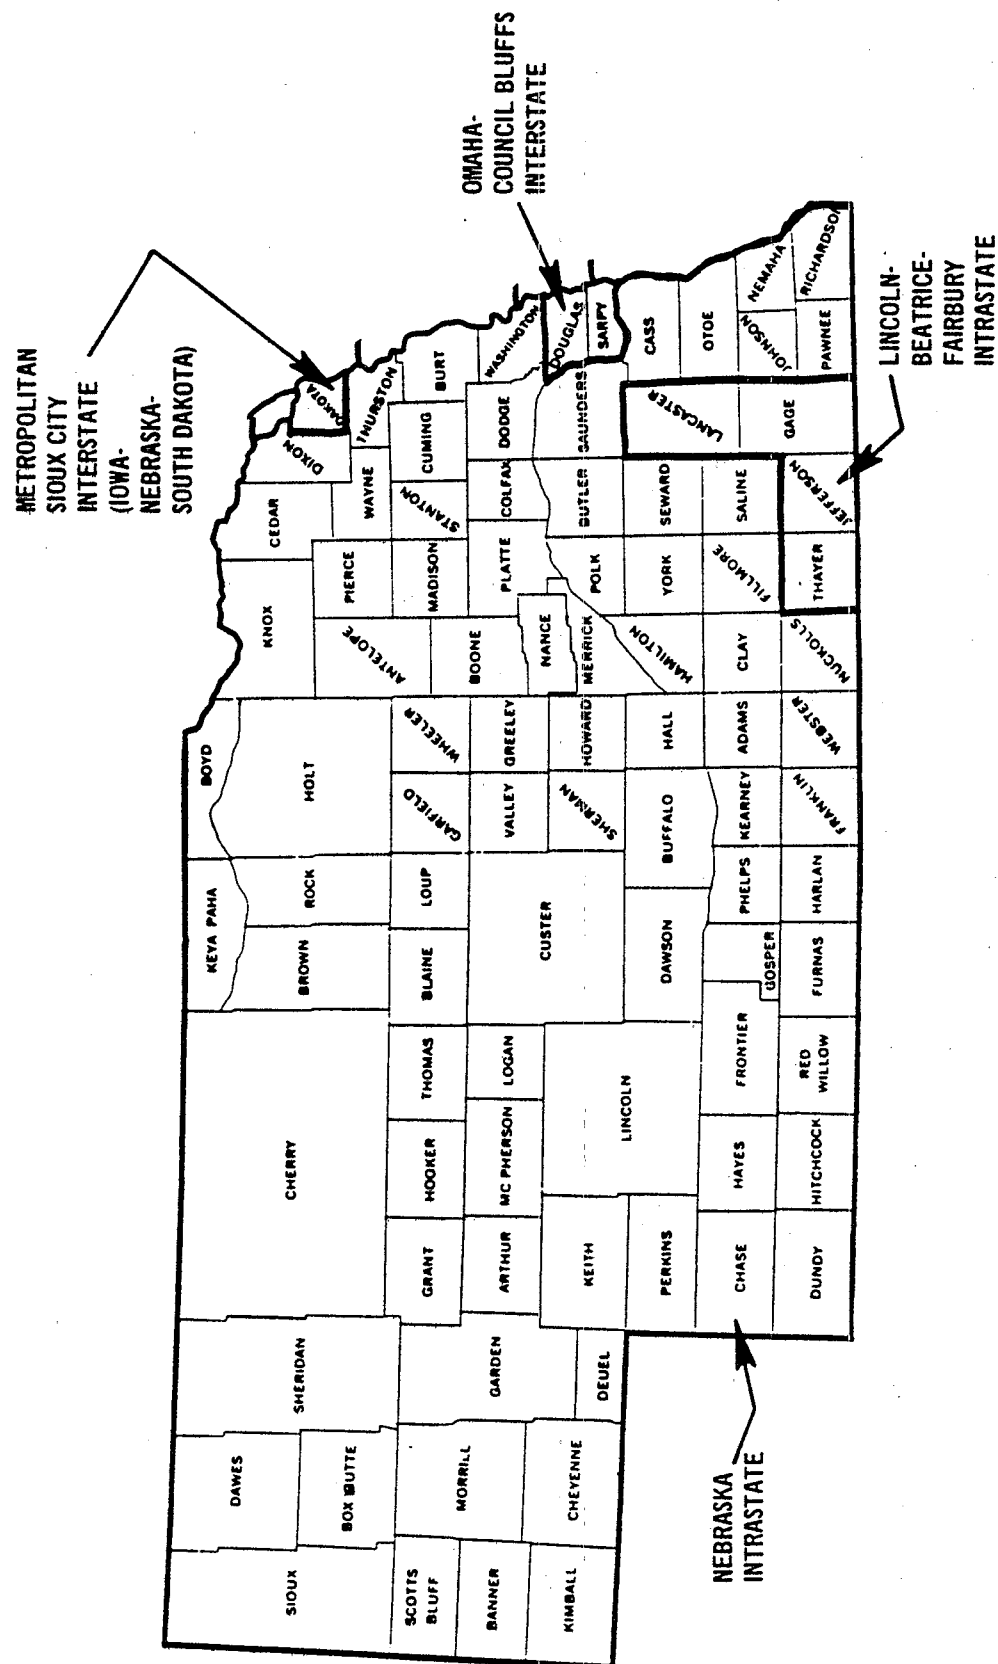 METROPOLITAN
SIOUX CITY
INTERSTATE
(IOWA-
NEBRASKA-
SOUTH DAKOTA)
OMAHA-
COUNCIL BLUFFS
INTERSTATE
LINCOLN-
BEATRICE-
FAIRBURY
INTRASTATE
NEBRASKA
INTRASTATE
SIOUX
DAWES
BOX BUTTE
SHERIDAN
SCOTTS
BLUFF
BANNER
KIMBALL
MORRILL
CHEYENNE
GARDEN
DEUEL
CHERRY
GRANT
HOOKER
THOMAS
ARTHUR
MC PHERSON
LOGAN
KEITH
LINCOLN
PERKINS
CHASE
HAYES
FRONTIER
DUNDY
HITCHCOCK
RED
WILLOW
KEYA PAHA
BROWN
ROCK
BLAINE
LOUP
CUSTER
DAWSON
GOSPER
PHELPS
FURNAS
HARLAN
BOYD
HOLT
GARFIELD
WHEELER
VALLEY
GREELEY
SHERMAN
HOWARD
BUFFALO
HALL
KEARNEY
ADAMS
FRANKLIN
WEBSTER
KNOX
ANTELOPE
PIERCE
BOONE
MADISON
NANCE
PLATTE
MERRICK
POLK
HAMILTON
YORK
CLAY
FILLMORE
NUCKOLLS
THAYER
CEDAR
DIXON
DAKOTA
WAYNE
THURSTON
STANTON
CUMING
BURT
COLFAX
DODGE
WASHINGTON
BUTLER
SAUNDERS
DOUGLAS
SARPY
SEWARD
LANCASTER
CASS
SALINE
OTOE
JEFFERSON
GAGE
JOHNSON
NEMAHA
PAWNEE
RICHARDSON